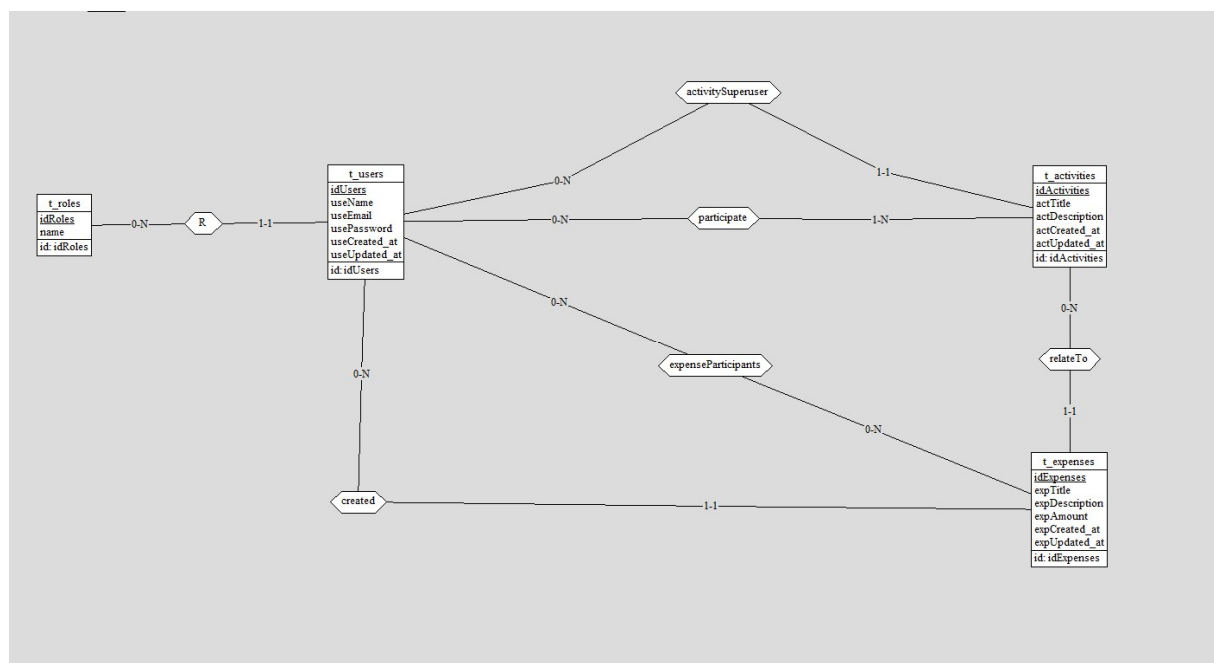 activitySuperuser
t_users
idUsers
useName
useEmail
usePassword
useCreated_at
useUpdated_at
id: idUsers
t_activities
idActivities
actTitle
actDescription
actCreated_at
actUpdated_at
id: idActivities
0-N
1-1
t_roles
idRoles
name
id: idRoles
0-N
R
1-1
0-N
participate
1-N
0-N
expenseParticipants
0-N
0-N
relateTo
1-1
0-N
created
1-1
t_expenses
idExpenses
expTitle
expDescription
expAmount
expCreated_at
expUpdated_at
id: idExpenses